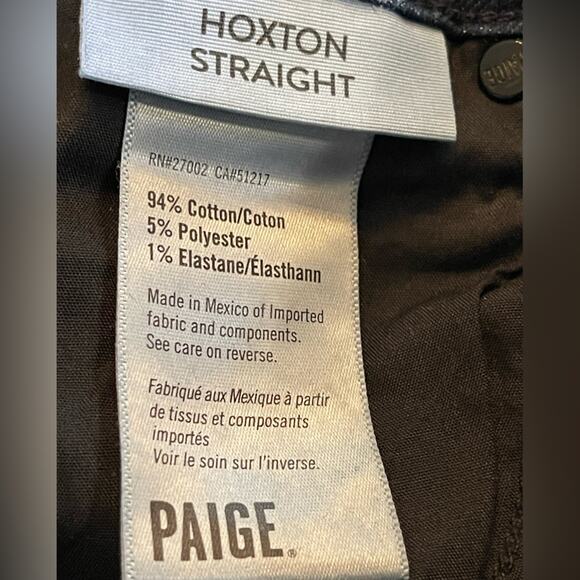 HOXTON
STRAIGHT
RN#27002 CA#51217
94% Cotton/Coton
5% Polyester
1% Elastane/Élasthann
Made in Mexico of Imported
fabric and components.
See care on reverse.
Fabriqué aux Mexique à partir
de tissus et composants
importés
Voir le soin sur l'inverse.
PAIGE®